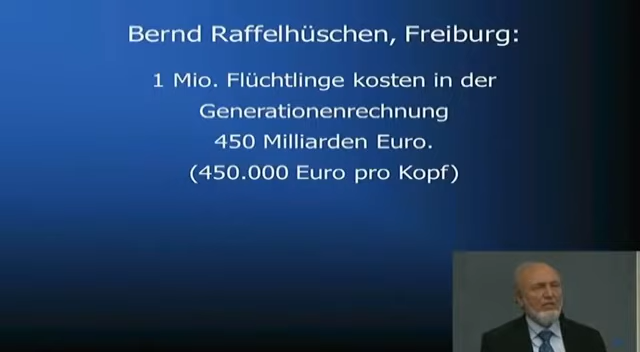 Bernd Raffelhüschen, Freiburg:
1 Mio. Flüchtlinge kosten in der
Generationenrechnung
450 Milliarden Euro.
(450.000 Euro pro Kopf)